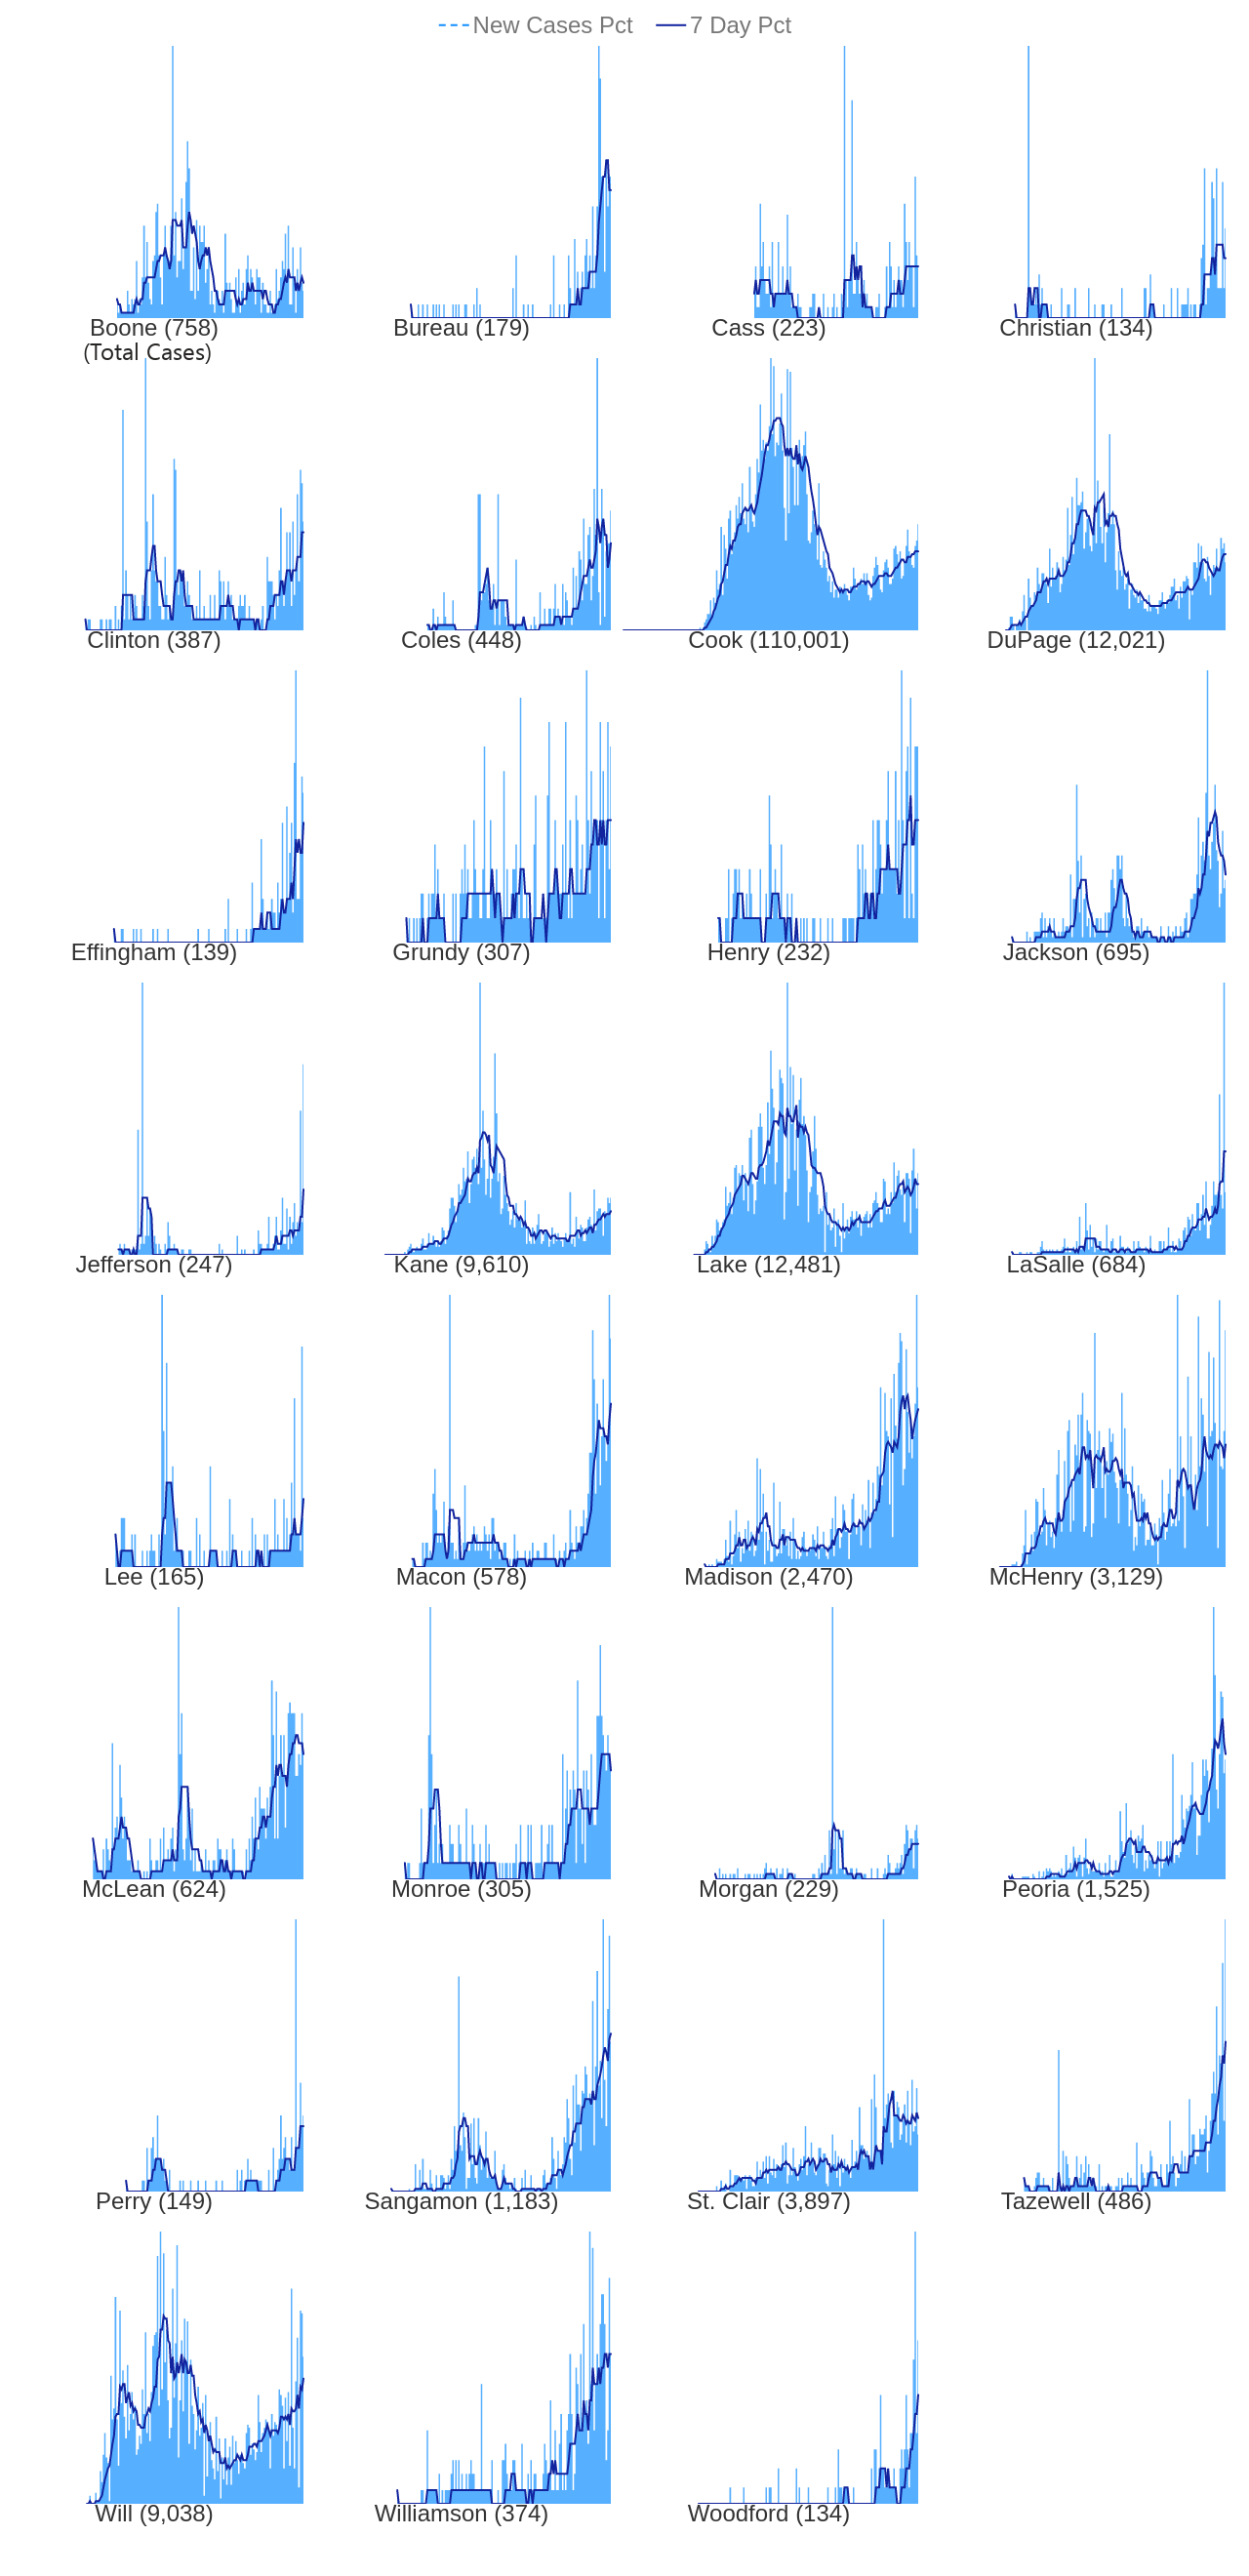 New Cases Pct 7 Day Pct
Boone (758) Bureau (179) Cass (223) Christian (134)
(Total Cases)
Clinton (387) Coles (448) Cook (110,001) DuPage (12,021)
Effingham (139) Grundy (307) Henry (232) Jackson (695)
Jefferson (247) Kane (9,610) Lake (12,481) LaSalle (684)
Lee (165) Macon (578) Madison (2,470) McHenry (3,129)
McLean (624) Monroe (305) Morgan (229) Peoria (1,525)
Perry (149) Sangamon (1,183) St. Clair (3,897) Tazewell (486)
Will (9,038) Williamson (374) Woodford (134)